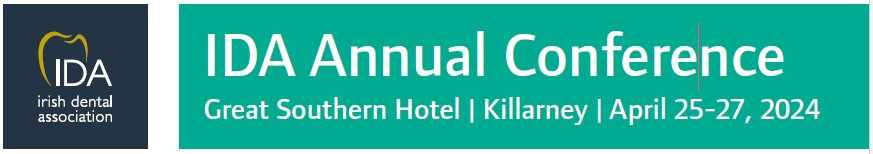 IDA
irish dental
association
IDA Annual Conference
Great Southern Hotel | Killarney | April 25-27, 2024